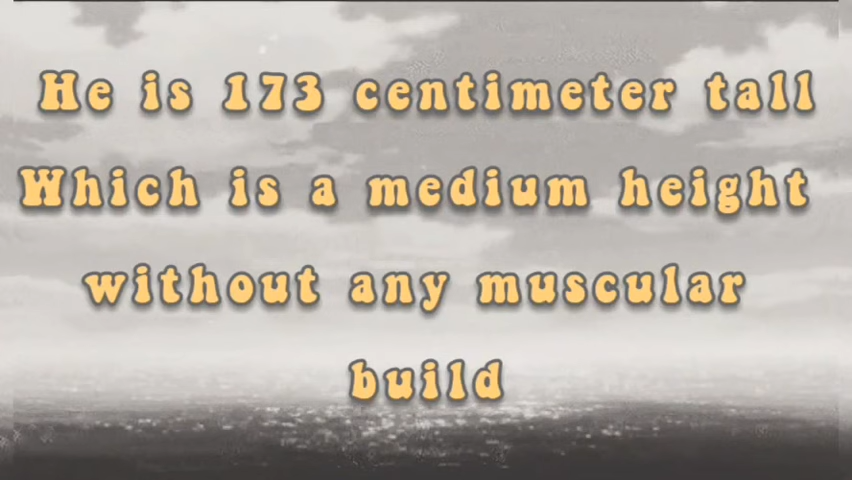 He is 173 centimeter tall
Which is a medium height
without any muscular
build